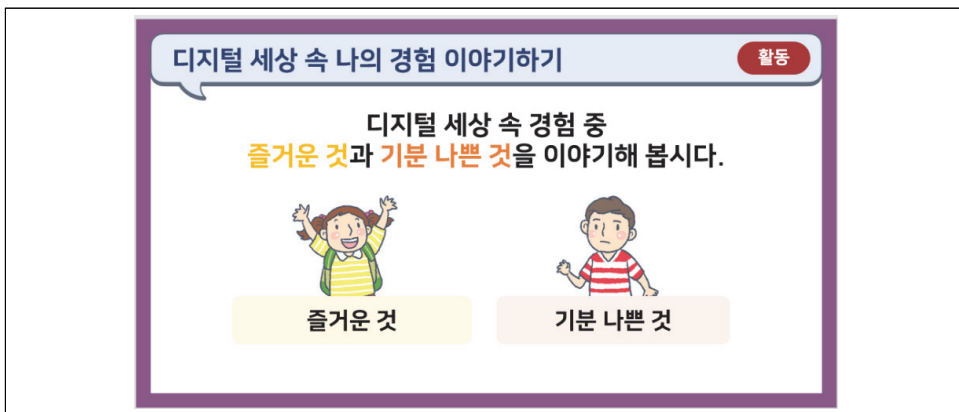 디지털 세상 속 나의 경험 이야기하기
활동
디지털 세상 속 경험 중
즐거운 것과 기분 나쁜 것을 이야기해 봅시다.
즐거운 것
기분 나쁜 것